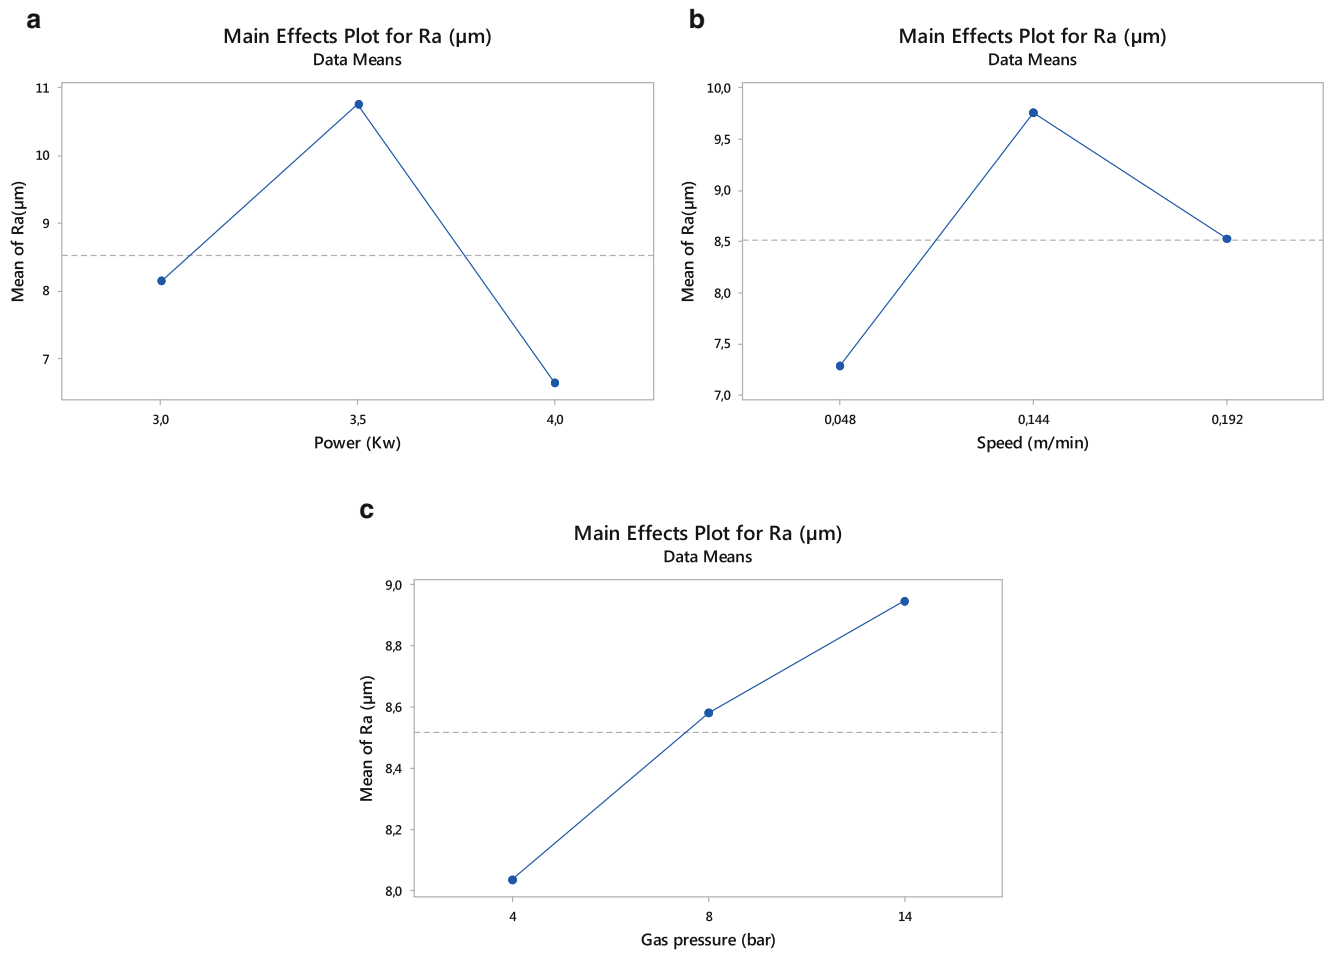 a
Main Effects Plot for Ra (µm)
Data Means
11
10
9
8
7
Mean of Ra(µm)
3,0 3,5 4,0
Power (Kw)
b
Main Effects Plot for Ra (µm)
Data Means
10,0
9,5
9,0
8,5
8,0
7,5
7,0
Mean of Ra(µm)
0,048 0,144 0,192
Speed (m/min)
c
Main Effects Plot for Ra (µm)
Data Means
9,0
8,8
8,6
8,4
8,2
8,0
Mean of Ra (µm)
4 8 14
Gas pressure (bar)